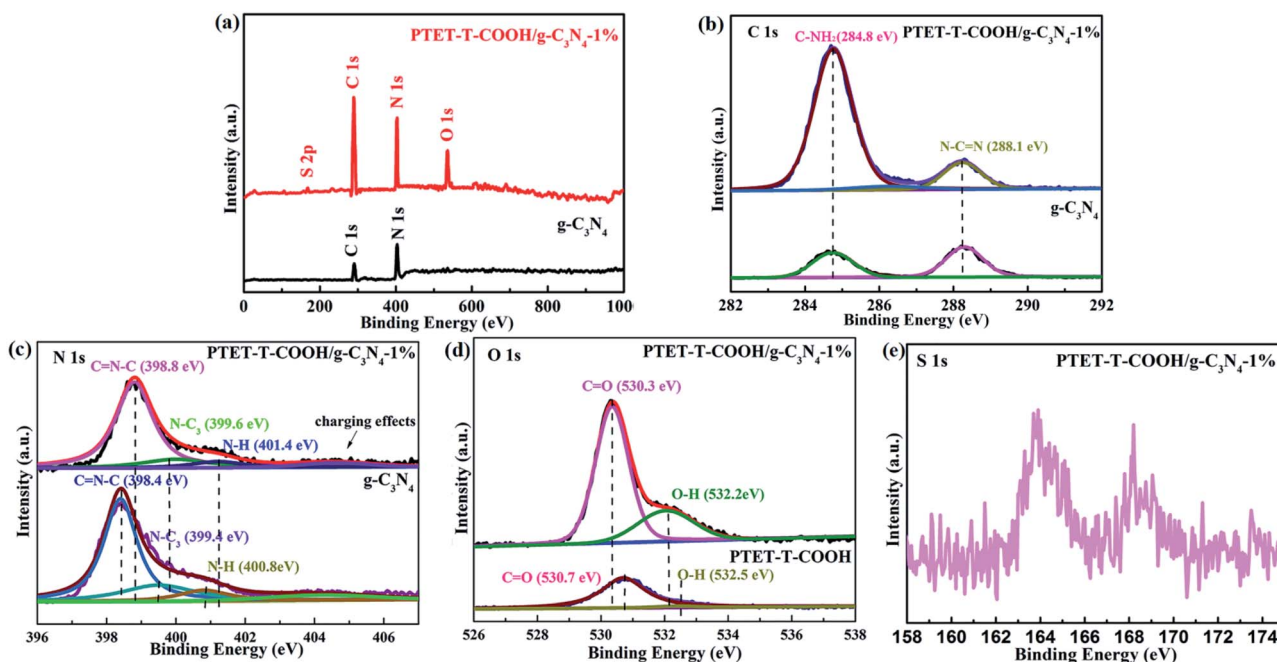 (a)
PTET-T-COOH/g-C₃N₄-1%
C 1s
N 1s
O 1s
S 2p
g-C₃N₄
C 1s
N 1s
Intensity (a.u.)
0 200 400 600 800 1000
Binding Energy (eV)
(b)
C 1s
C-NH₂(284.8 eV)
PTET-T-COOH/g-C₃N₄-1%
N-C=N (288.1 eV)
g-C₃N₄
Intensity (a.u.)
282 284 286 288 290 292
Binding Energy (eV)
(c)
N 1s
PTET-T-COOH/g-C₃N₄-1%
C=N-C (398.8 eV)
N-C₃ (399.6 eV)
charging effects
N-H (401.4 eV)
g-C₃N₄
C=N-C (398.4 eV)
N-C₃ (399.4 eV)
N-H (400.8eV)
Intensity (a.u.)
396 398 400 402 404 406
Binding Energy (eV)
(d)
O 1s
PTET-T-COOH/g-C₃N₄-1%
C=O (530.3 eV)
O-H (532.2eV)
PTET-T-COOH
C=O (530.7 eV)
O-H (532.5 eV)
Intensity (a.u.)
526 528 530 532 534 536 538
Binding Energy (eV)
(e)
S 1s
PTET-T-COOH/g-C₃N₄-1%
Intensity (a.u.)
158 160 162 164 166 168 170 172 174
Binding Energy (eV)